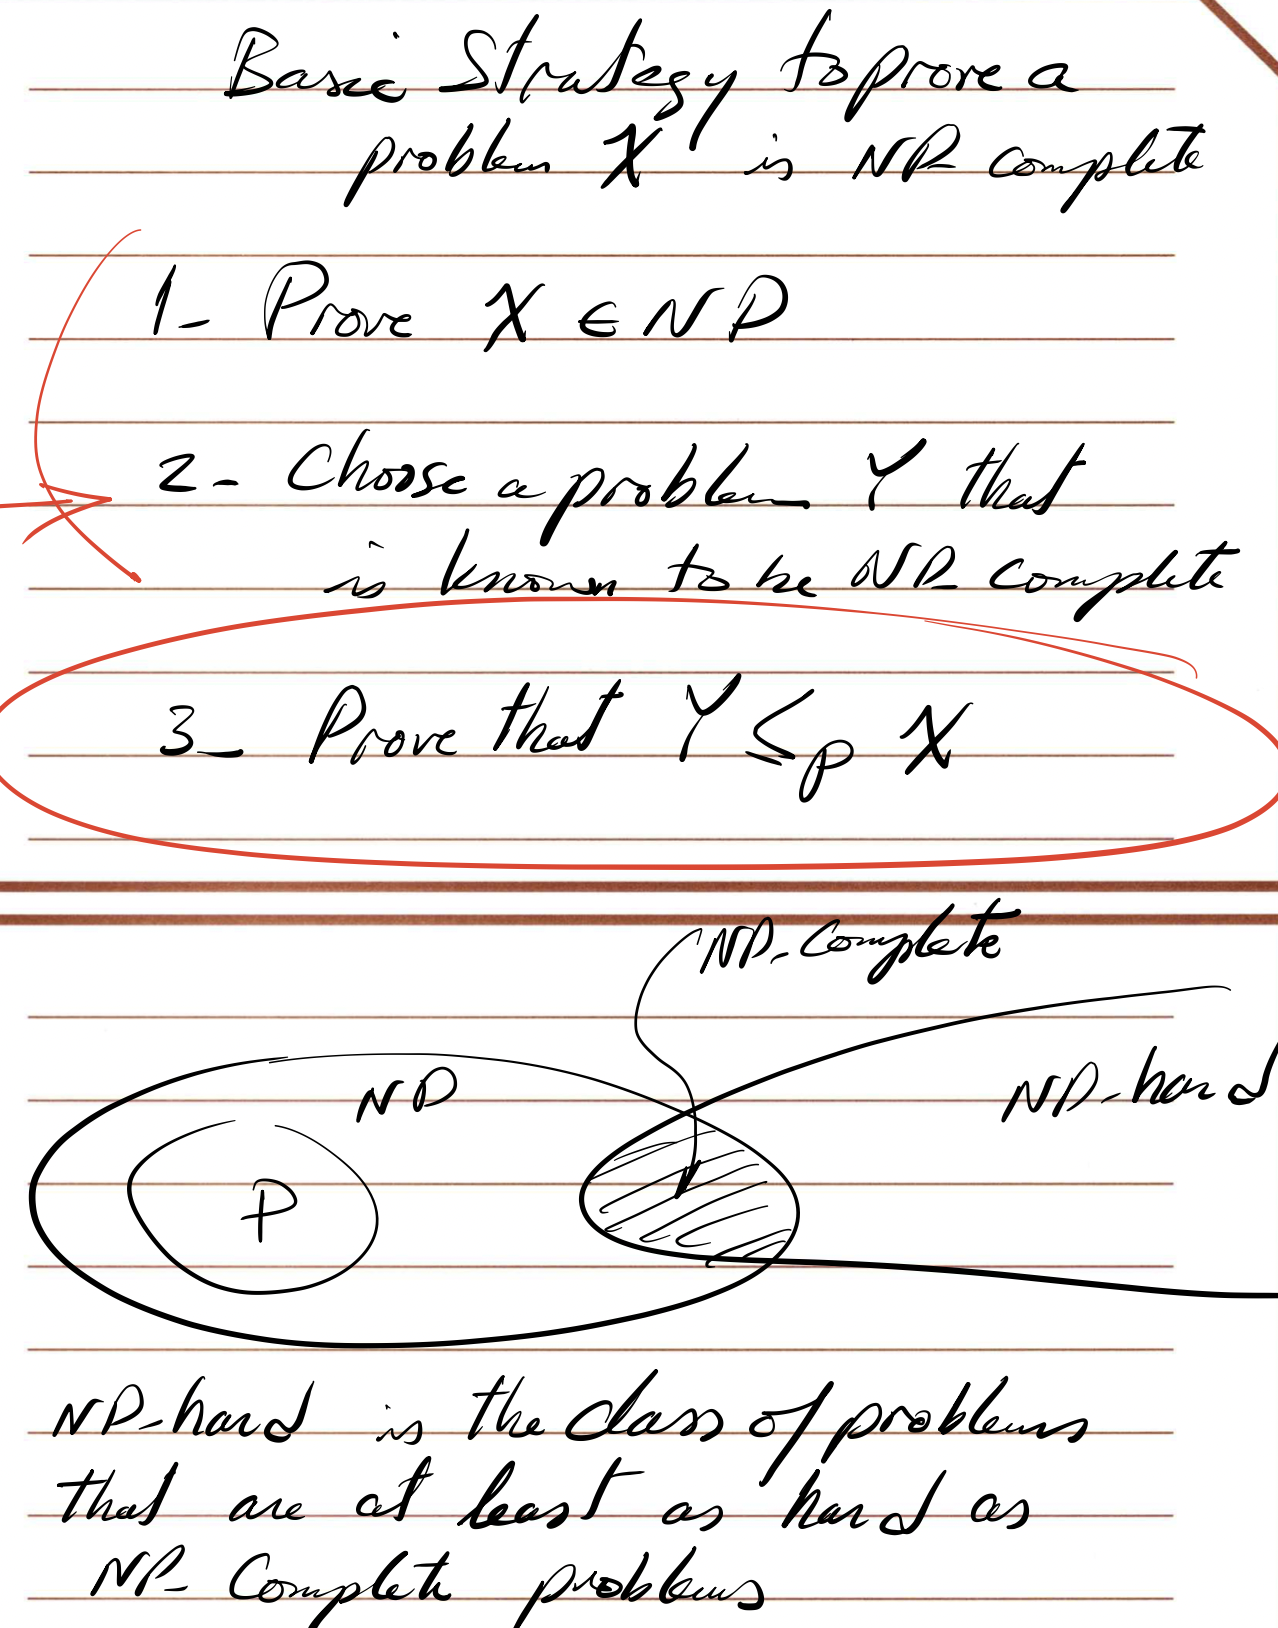 Basic Strategy to prove a
problem X is NP complete
1- Prove X ∈ NP
2- Choose a problem Y that
is known to be NP complete
3- Prove that Y ≤p X
NP-Complete
NP
NP-hard
P
NP-hard is the class of problems
that are at least as hard as
NP-Complete problems